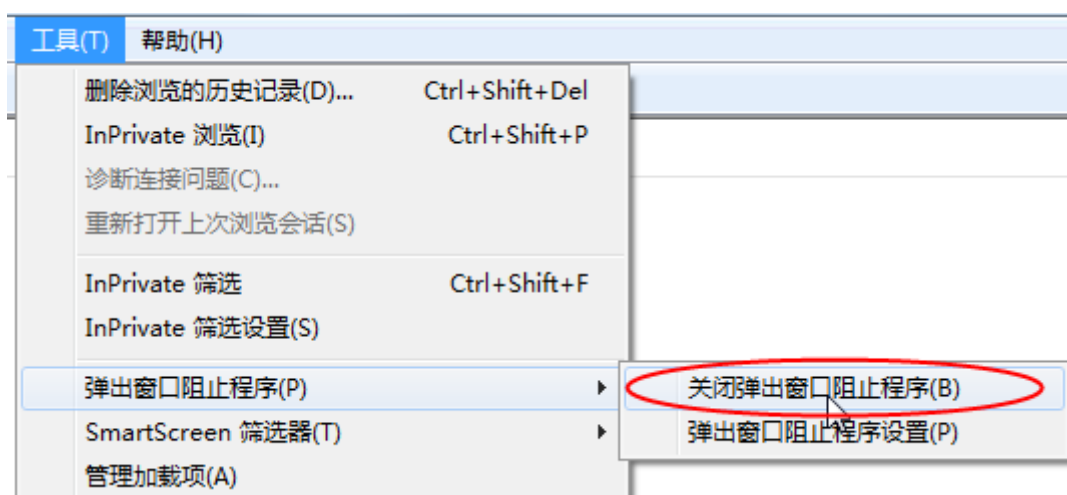 工具(T) 帮助(H)
删除浏览的历史记录(D)... Ctrl+Shift+Del
InPrivate 浏览(I) Ctrl+Shift+P
诊断连接问题(C)...
重新打开上次浏览会话(S)
InPrivate 筛选 Ctrl+Shift+F
InPrivate 筛选设置(S)
弹出窗口阻止程序(P) 关闭弹出窗口阻止程序(B)
SmartScreen 筛选器(T) 弹出窗口阻止程序设置(P)
管理加载项(A)